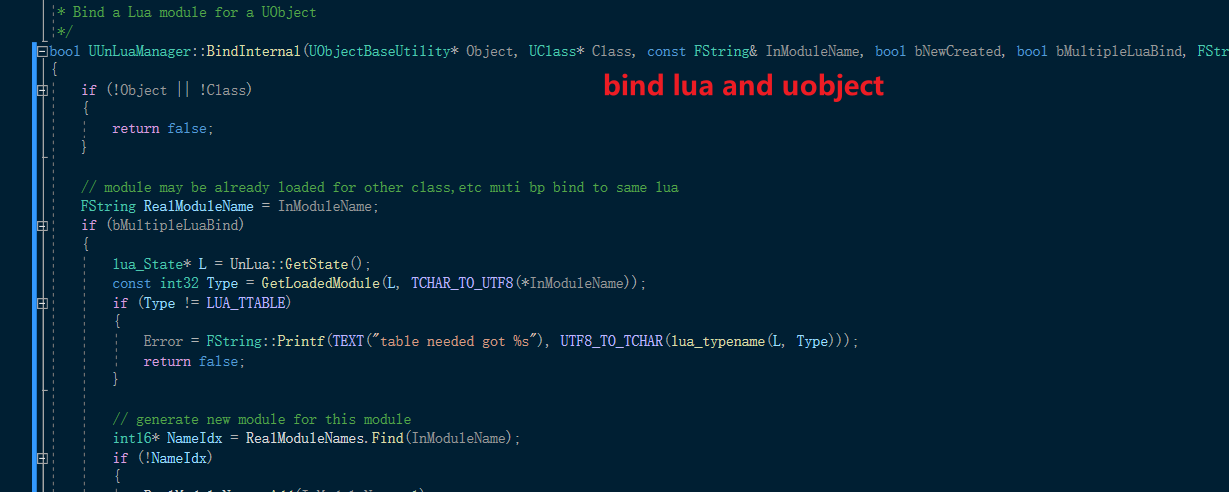 * Bind a Lua module for a UObject
*/
bool UUnLuaManager::BindInternal(UObjectBaseUtility* Object, UClass* Class, const FString& InModuleName, bool bNewCreated, bool bMultipleLuaBind, FStr
{
bind lua and uobject
if (!Object || !Class)
{
return false;
}
// module may be already loaded for other class,etc muti bp bind to same lua
FString RealModuleName = InModuleName;
if (bMultipleLuaBind)
{
lua_State* L = UnLua::GetState();
const int32 Type = GetLoadedModule(L, TCHAR_TO_UTF8(*InModuleName));
if (Type != LUA_TTABLE)
{
Error = FString::Printf(TEXT("table needed got %s"), UTF8_TO_TCHAR(lua_typename(L, Type)));
return false;
}
// generate new module for this module
int16* NameIdx = RealModuleNames.Find(InModuleName);
if (!NameIdx)
{